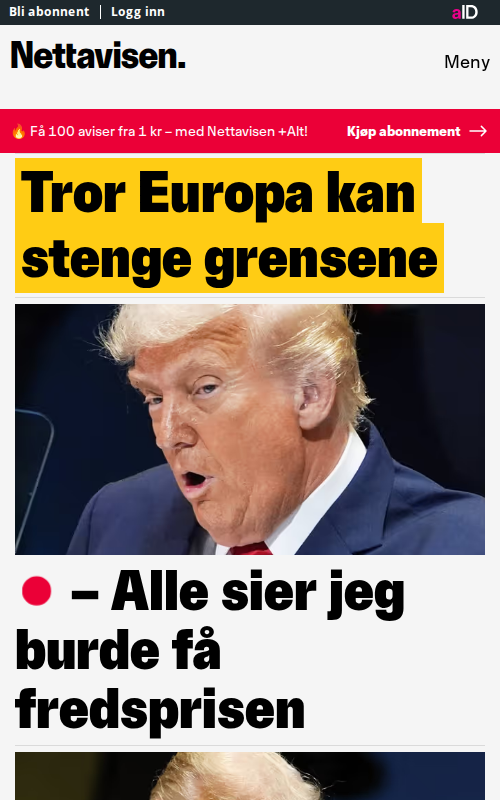 Bli abonnent | Logg inn
aID
Nettavisen.
Meny
🔥 Få 100 aviser fra 1 kr – med Nettavisen +Alt!
Kjøp abonnement →
Tror Europa kan
stenge grensene
– Alle sier jeg
burde få
fredsprisen